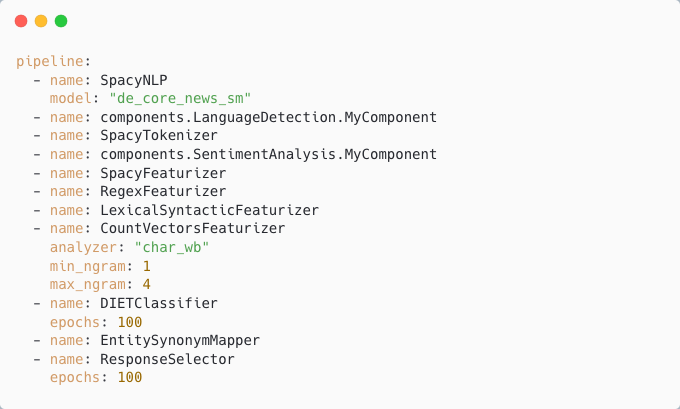 pipeline:
  - name: SpacyNLP
    model: "de_core_news_sm"
  - name: components.LanguageDetection.MyComponent
  - name: SpacyTokenizer
  - name: components.SentimentAnalysis.MyComponent
  - name: SpacyFeaturizer
  - name: RegexFeaturizer
  - name: LexicalSyntacticFeaturizer
  - name: CountVectorsFeaturizer
    analyzer: "char_wb"
    min_ngram: 1
    max_ngram: 4
  - name: DIETClassifier
    epochs: 100
  - name: EntitySynonymMapper
  - name: ResponseSelector
    epochs: 100